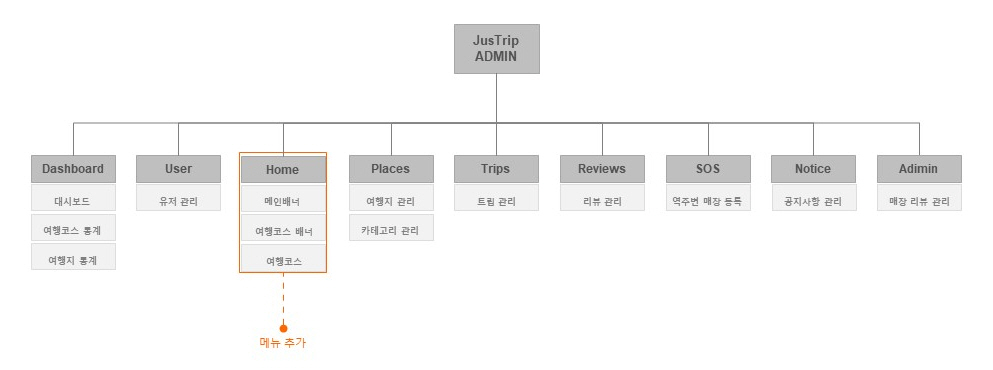 JusTrip
ADMIN
Dashboard
User
Home
Places
Trips
Reviews
SOS
Notice
Adimin
대시보드
유저 관리
메인배너
여행지 관리
트립 관리
리뷰 관리
역주변 매장 등록
공지사항 관리
매장 리뷰 관리
여행코스 통계
여행코스 배너
카테고리 관리
여행지 통계
여행코스
메뉴 추가